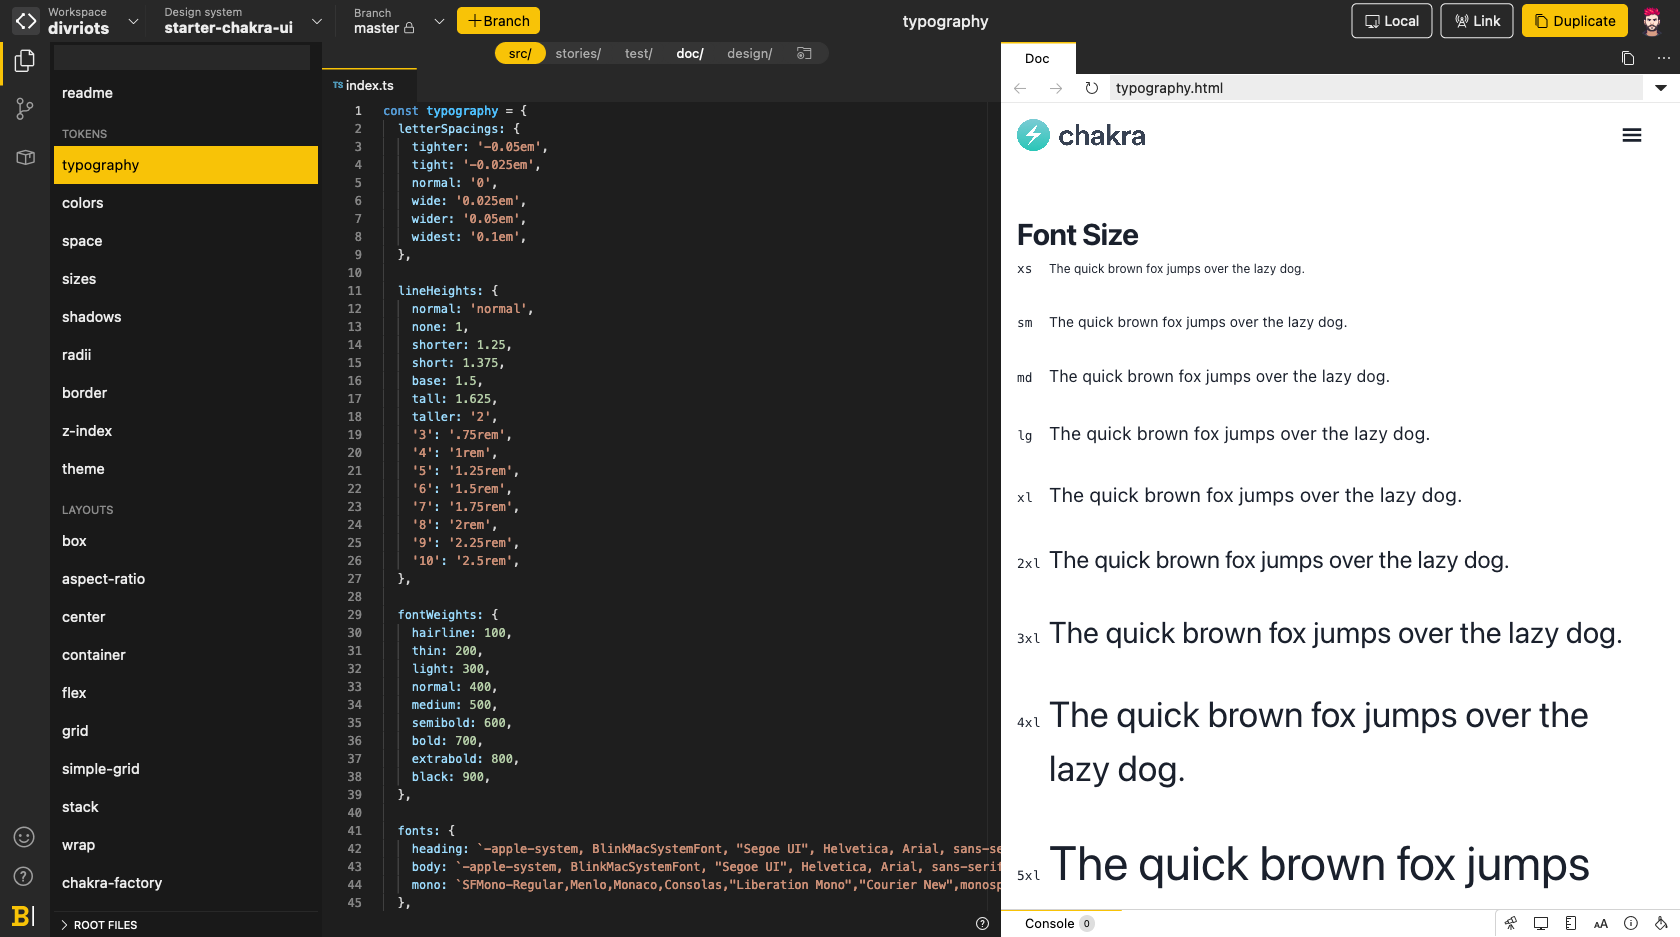 Workspace
divriots
Design system
starter-chakra-ui
Branch
master
+Branch
typography
Local
Link
Duplicate
src/
stories/
test/
doc/
design/
readme
TOKENS
typography
colors
space
sizes
shadows
radii
border
z-index
theme
LAYOUTS
box
aspect-ratio
center
container
flex
grid
simple-grid
stack
wrap
chakra-factory
ROOT FILES
B|
TS index.ts
1 const typography = {
2 letterSpacings: {
3 tighter: '-0.05em',
4 tight: '-0.025em',
5 normal: '0',
6 wide: '0.025em',
7 wider: '0.05em',
8 widest: '0.1em',
9 },
10
11 lineHeights: {
12 normal: 'normal',
13 none: 1,
14 shorter: 1.25,
15 short: 1.375,
16 base: 1.5,
17 tall: 1.625,
18 taller: '2',
19 '3': '.75rem',
20 '4': '1rem',
21 '5': '1.25rem',
22 '6': '1.5rem',
23 '7': '1.75rem',
24 '8': '2rem',
25 '9': '2.25rem',
26 '10': '2.5rem',
27 },
28
29 fontWeights: {
30 hairline: 100,
31 thin: 200,
32 light: 300,
33 normal: 400,
34 medium: 500,
35 semibold: 600,
36 bold: 700,
37 extrabold: 800,
38 black: 900,
39 },
40
41 fonts: {
42 heading: `-apple-system, BlinkMacSystemFont, "Segoe UI", Helvetica, Arial, sans-se
43 body: `-apple-system, BlinkMacSystemFont, "Segoe UI", Helvetica, Arial, sans-serif
44 mono: `SFMono-Regular,Menlo,Monaco,Consolas,"Liberation Mono","Courier New",monosp
45 },
Doc
typography.html
chakra
Font Size
xs The quick brown fox jumps over the lazy dog.
sm The quick brown fox jumps over the lazy dog.
md The quick brown fox jumps over the lazy dog.
lg The quick brown fox jumps over the lazy dog.
xl The quick brown fox jumps over the lazy dog.
2xl The quick brown fox jumps over the lazy dog.
3xl The quick brown fox jumps over the lazy dog.
4xl The quick brown fox jumps over the
lazy dog.
5xl The quick brown fox jumps
Console 0
AA